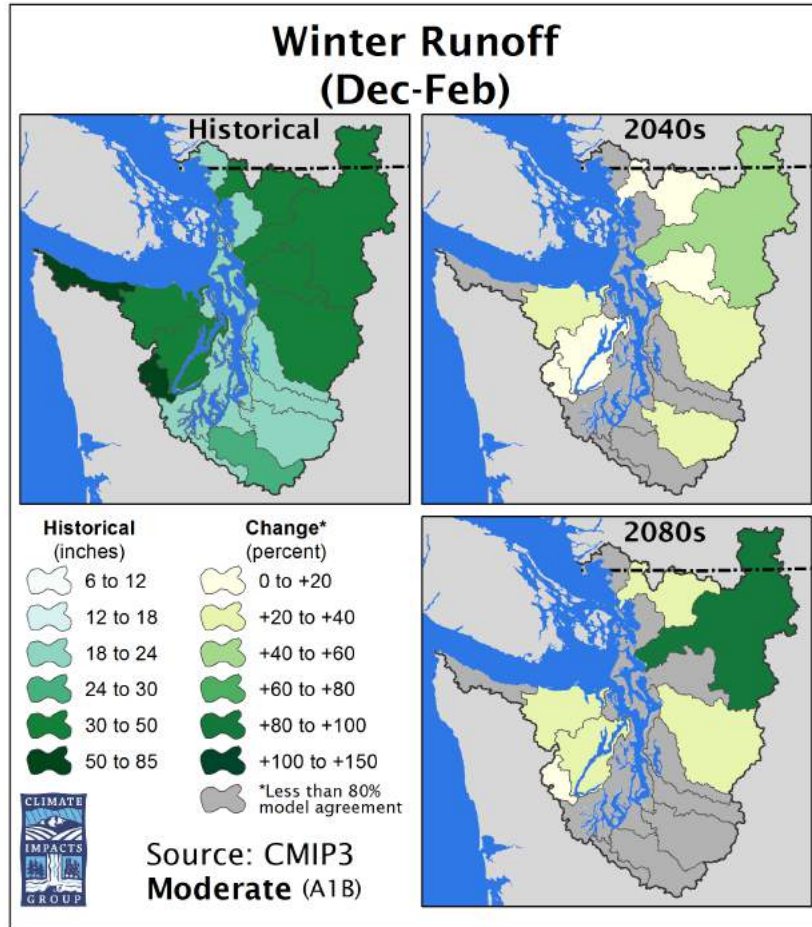 Winter Runoff
(Dec-Feb)
Historical
2040s
Historical
(inches)
6 to 12
12 to 18
18 to 24
24 to 30
30 to 50
50 to 85
Change*
(percent)
0 to +20
+20 to +40
+40 to +60
+60 to +80
+80 to +100
+100 to +150
*Less than 80%
model agreement
2080s
CLIMATE
IMPACTS
GROUP
Source: CMIP3
Moderate (A1B)